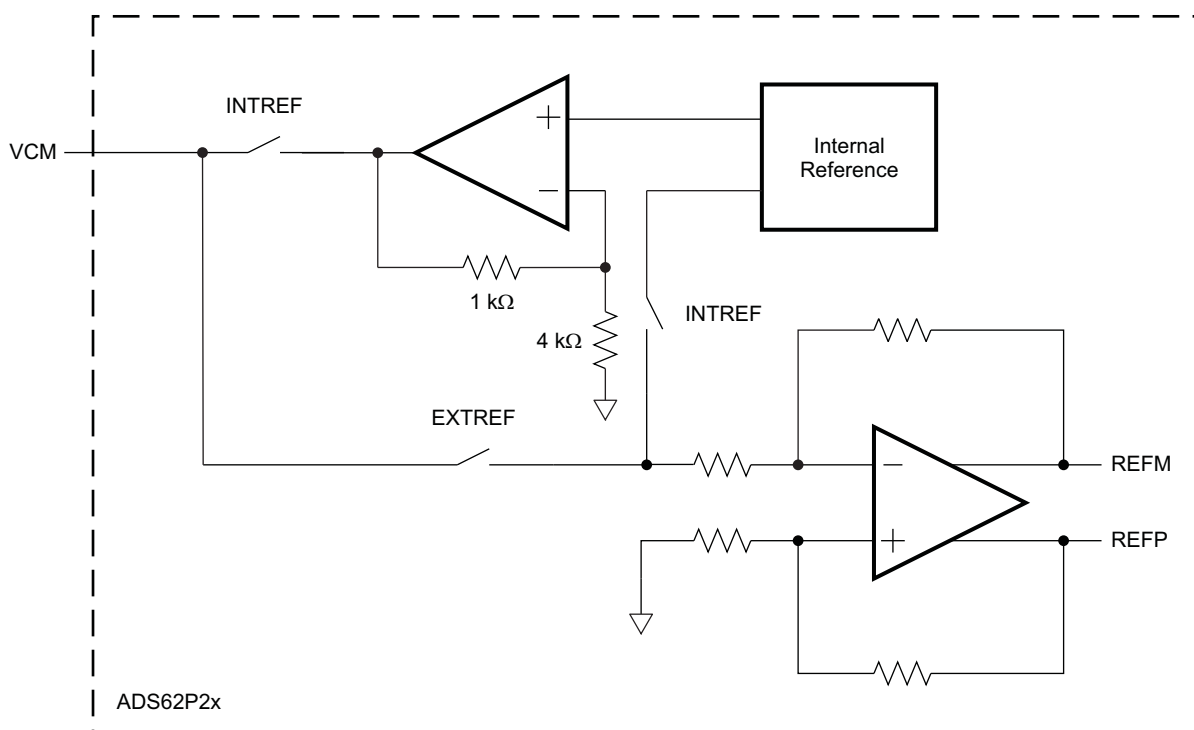 INTREF
VCM
+
−
Internal
Reference
1 kΩ
4 kΩ
INTREF
EXTREF
−
+
REFM
REFP
ADS62P2x